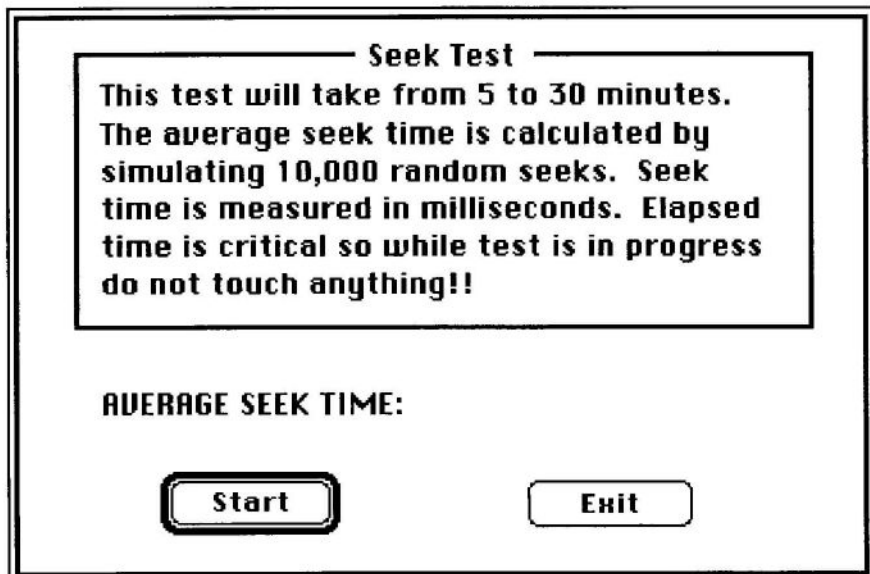 Seek Test
This test will take from 5 to 30 minutes.
The average seek time is calculated by
simulating 10,000 random seeks. Seek
time is measured in milliseconds. Elapsed
time is critical so while test is in progress
do not touch anything!!
AVERAGE SEEK TIME:
Start
Exit